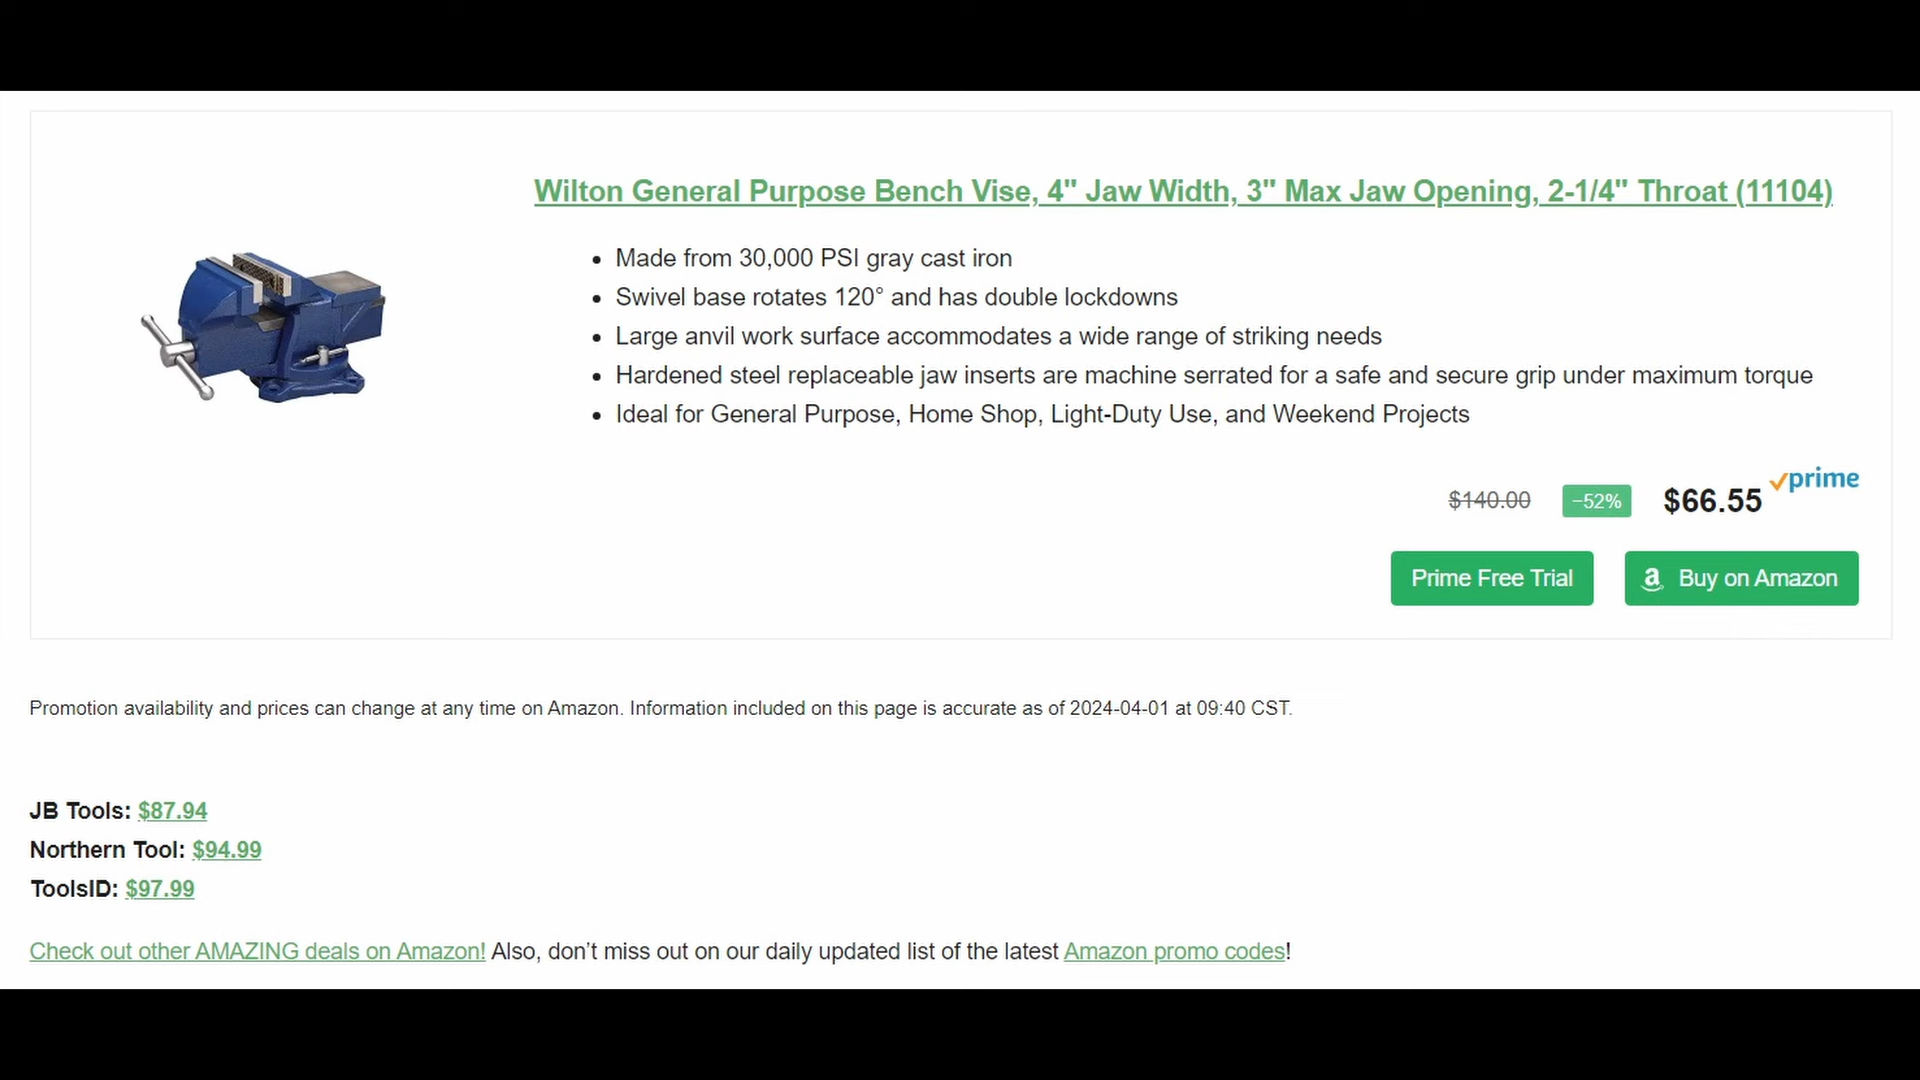 Wilton General Purpose Bench Vise, 4" Jaw Width, 3" Max Jaw Opening, 2-1/4" Throat (11104)
• Made from 30,000 PSI gray cast iron
• Swivel base rotates 120° and has double lockdowns
• Large anvil work surface accommodates a wide range of striking needs
• Hardened steel replaceable jaw inserts are machine serrated for a safe and secure grip under maximum torque
• Ideal for General Purpose, Home Shop, Light-Duty Use, and Weekend Projects
$140.00 −52% $66.55 prime
Prime Free Trial a Buy on Amazon
Promotion availability and prices can change at any time on Amazon. Information included on this page is accurate as of 2024-04-01 at 09:40 CST.
JB Tools: $87.94
Northern Tool: $94.99
ToolsID: $97.99
Check out other AMAZING deals on Amazon! Also, don’t miss out on our daily updated list of the latest Amazon promo codes!